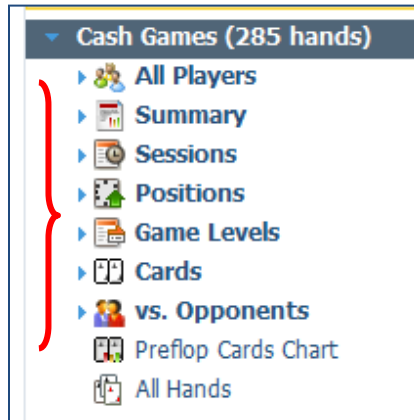 Cash Games (285 hands)
All Players
Summary
Sessions
Positions
Game Levels
Cards
vs. Opponents
Preflop Cards Chart
All Hands